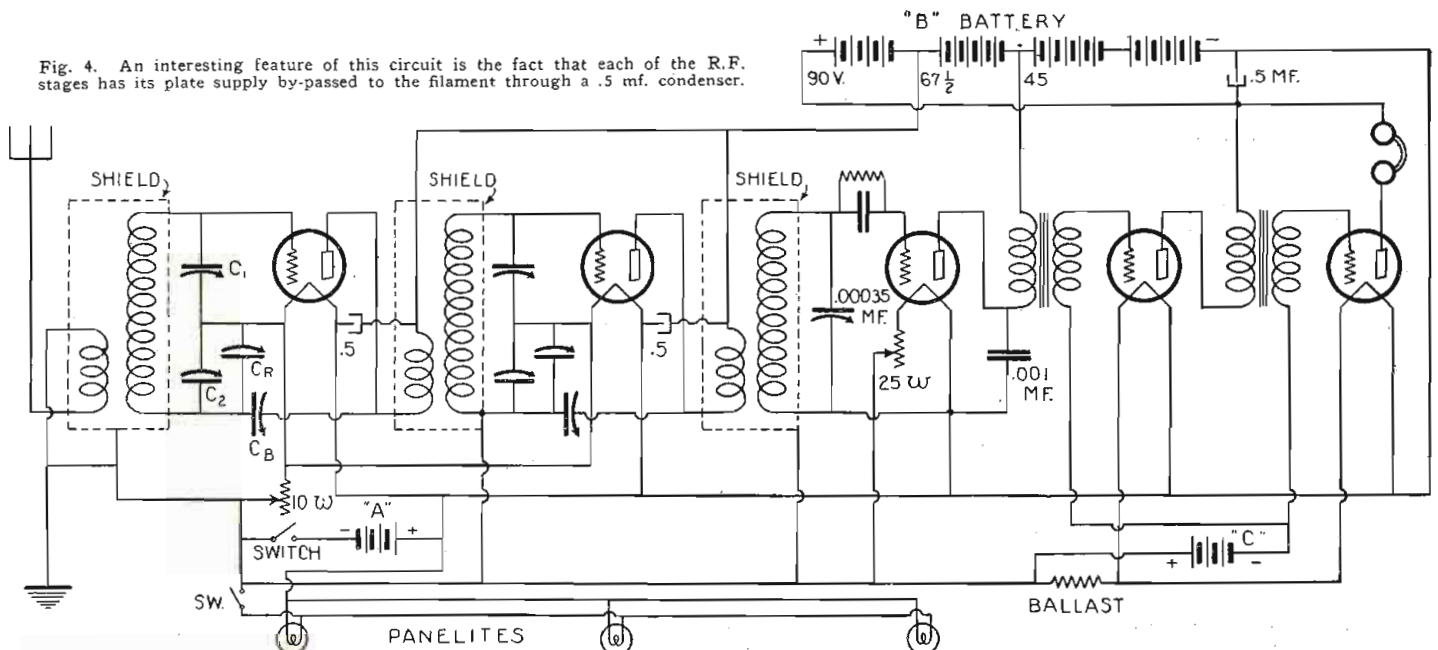 Fig. 4. An interesting feature of this circuit is the fact that each of the R.F.
stages has its plate supply by-passed to the filament through a .5 mf. condenser.
"B" BATTERY
+
-
90 V.
67 1/2
45
.5 MF.
SHIELD
SHIELD
SHIELD
C1
C2
CR
CB
.5
.5
.00035
MF.
25 ω
.001
MF.
10 ω
"A"
- +
SWITCH
SW.
PANELITES
"C"
+ -
BALLAST